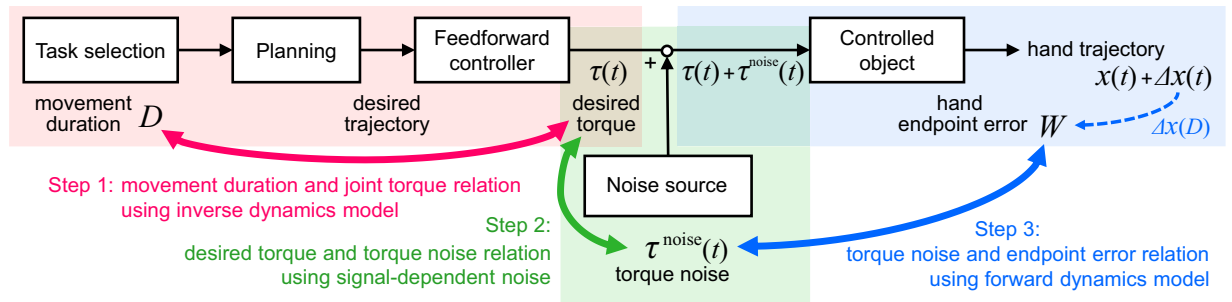 Task selection
Planning
Feedforward
controller
Controlled
object
hand trajectory
τ(t)
+
τ(t) + τ^noise(t)
x(t) + Δx(t)
movement
duration D
desired
trajectory
desired
torque
hand
endpoint error W
Δx(D)
Noise source
Step 1: movement duration and joint torque relation
using inverse dynamics model
Step 2:
desired torque and torque noise relation
using signal-dependent noise
τ^noise(t)
torque noise
Step 3:
torque noise and endpoint error relation
using forward dynamics model